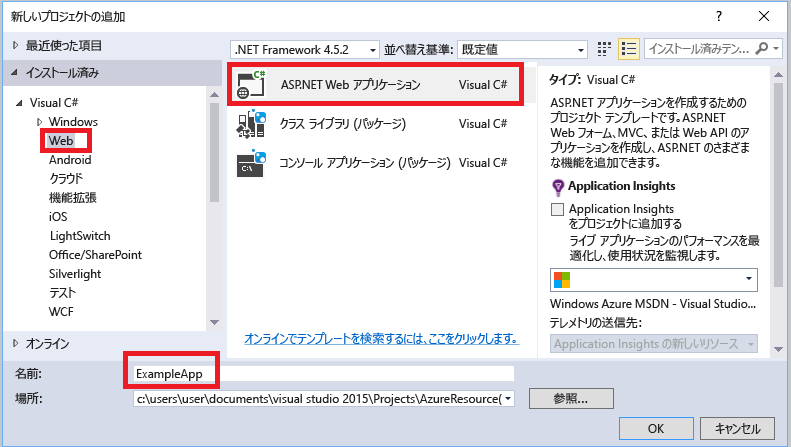 新しいプロジェクトの追加
最近使った項目
.NET Framework 4.5.2
並べ替え基準:
既定値
インストール済みテン...
インストール済み
Visual C#
Windows
Web
Android
クラウド
機能拡張
iOS
LightSwitch
Office/SharePoint
Silverlight
テスト
WCF
オンライン
C#
ASP.NET Web アプリケーション
Visual C#
クラス ライブラリ (パッケージ)
Visual C#
コンソール アプリケーション (パッケージ)
Visual C#
オンラインでテンプレートを検索するには、ここをクリックします。
タイプ: Visual C#
ASP.NET アプリケーションを作成するための
プロジェクト テンプレートです。ASP.NET
Web フォーム、MVC、または Web API のア
プリケーションを作成し、ASP.NET のさまざま
な機能を追加できます。
Application Insights
Application Insights
をプロジェクトに追加する
ライブ アプリケーションのパフォーマンスを最
適化し、使用状況を監視します。
Windows Azure MSDN - Visual Studio...
テレメトリの送信先:
Application Insights の新しいリソース
名前:
ExampleApp
場所:
c:\users\user\documents\visual studio 2015\Projects\AzureResource(
参照...
OK
キャンセル